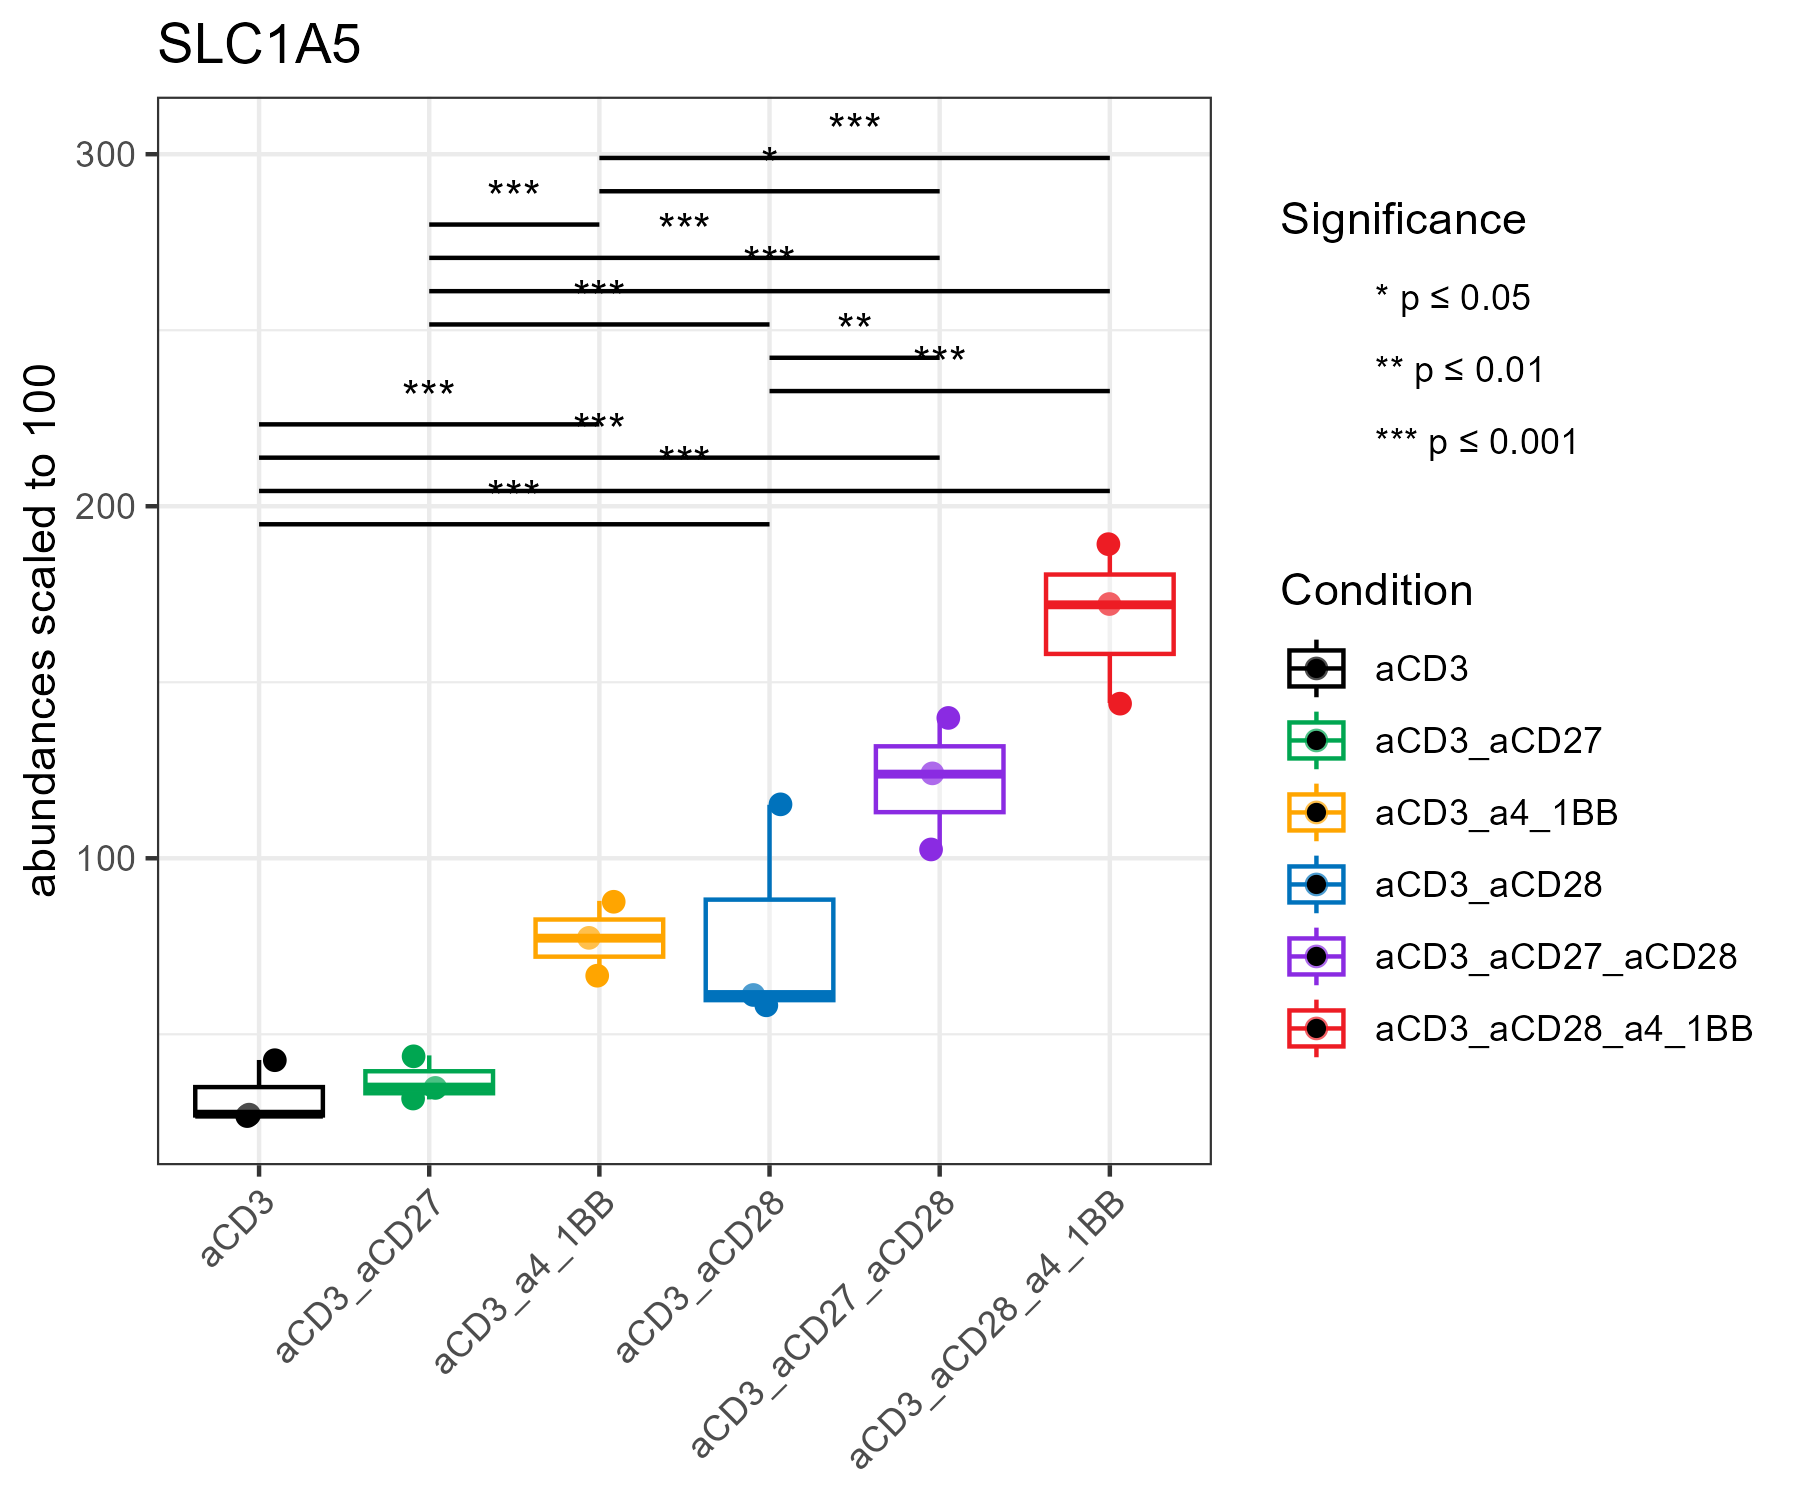 SLC1A5
***
*
***
***
***
***
**
***
***
***
***
***
300
200
100
abundances scaled to 100
aCD3
aCD3_aCD27
aCD3_a4_1BB
aCD3_aCD28
aCD3_aCD27_aCD28
aCD3_aCD28_a4_1BB
Significance
* p ≤ 0.05
** p ≤ 0.01
*** p ≤ 0.001
Condition
aCD3
aCD3_aCD27
aCD3_a4_1BB
aCD3_aCD28
aCD3_aCD27_aCD28
aCD3_aCD28_a4_1BB